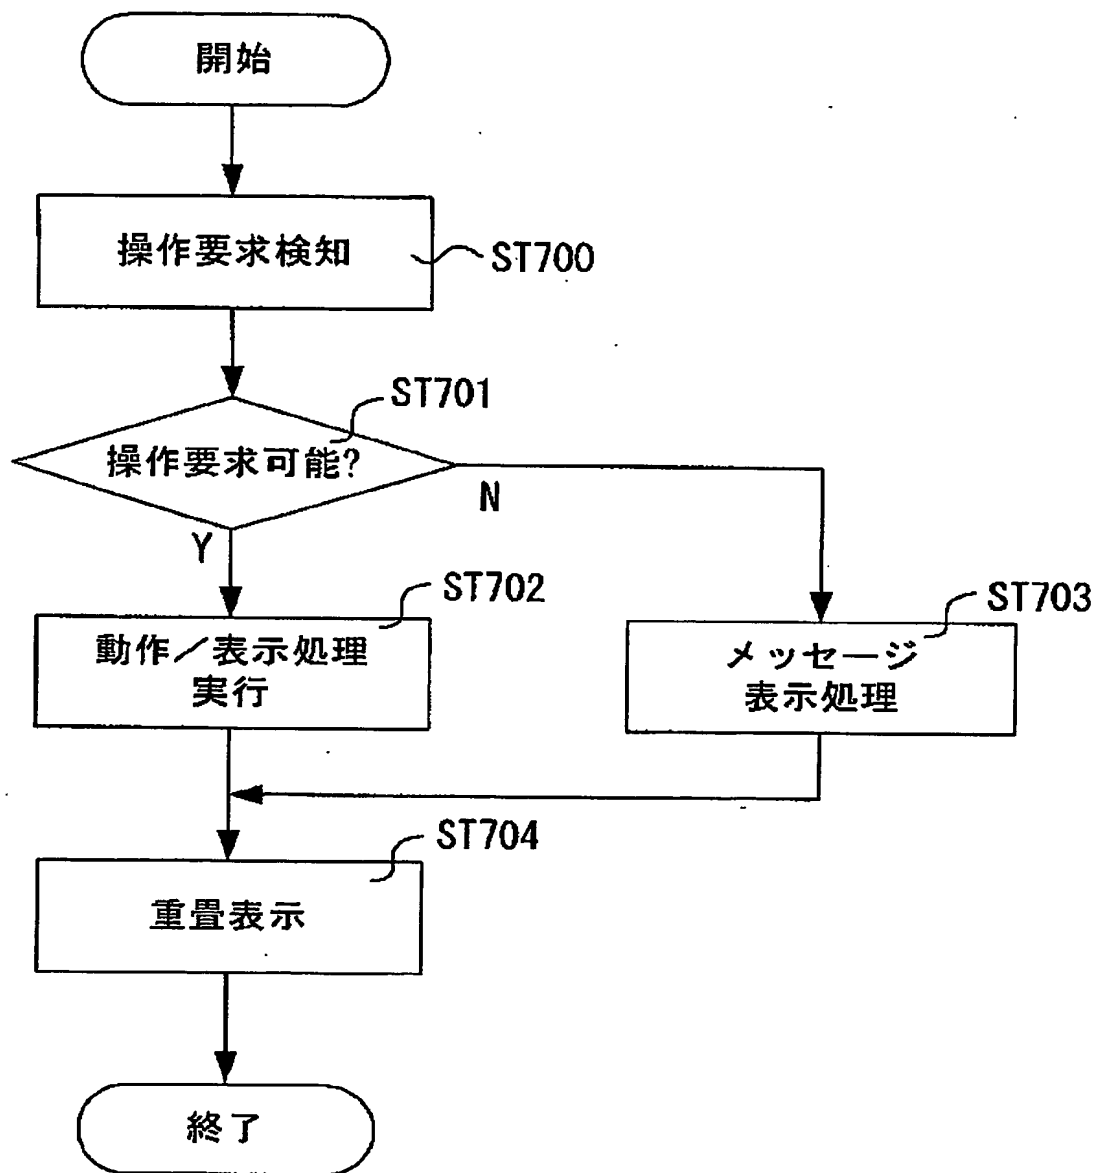 開始
操作要求検知
ST700
ST701
操作要求可能?
N
Y
ST702
動作／表示処理
実行
ST703
メッセージ
表示処理
ST704
重畳表示
終了